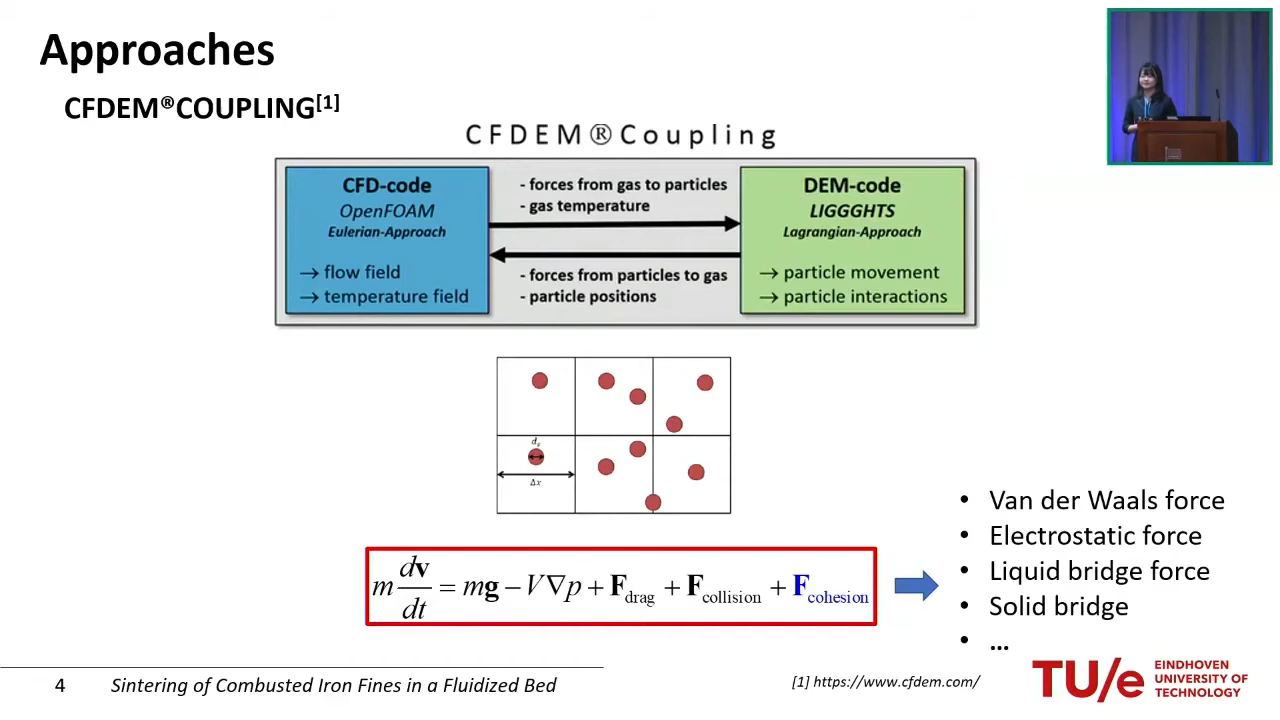 Approaches
CFDEM®COUPLING[1]
CFDEM®Coupling
CFD-code
OpenFOAM
Eulerian-Approach
→ flow field
→ temperature field
- forces from gas to particles
- gas temperature
- forces from particles to gas
- particle positions
DEM-code
LIGGGHTS
Lagrangian-Approach
→ particle movement
→ particle interactions
Δx
m dv/dt = mg − V∇p + F_drag + F_collision + F_cohesion
• Van der Waals force
• Electrostatic force
• Liquid bridge force
• Solid bridge
• ...
4 Sintering of Combusted Iron Fines in a Fluidized Bed
[1] https://www.cfdem.com/
TU/e EINDHOVEN
UNIVERSITY OF
TECHNOLOGY